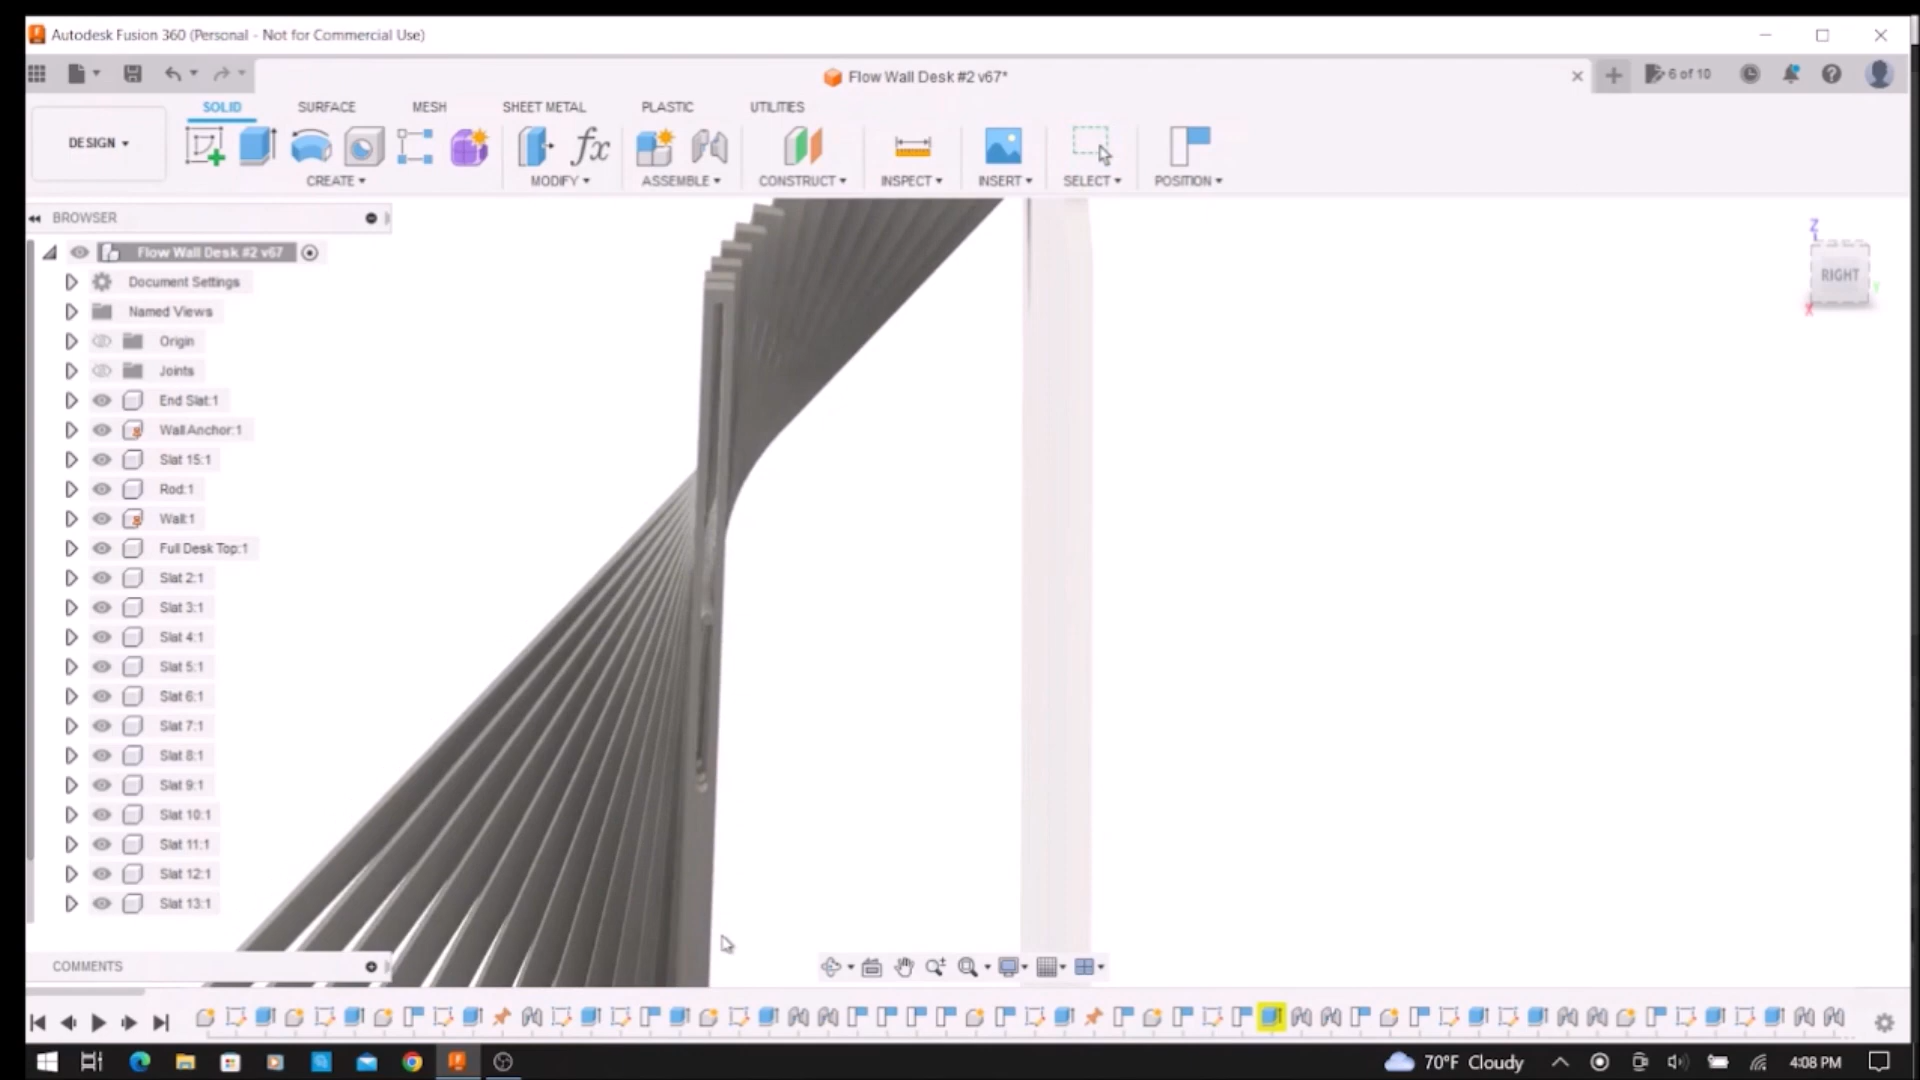 Autodesk Fusion 360 (Personal - Not for Commercial Use)
Flow Wall Desk #2 v67*
6 of 10
SOLID SURFACE MESH SHEET METAL PLASTIC UTILITIES
DESIGN
fx
CREATE MODIFY ASSEMBLE CONSTRUCT INSPECT INSERT SELECT POSITION
BROWSER
Flow Wall Desk #2 v67
Document Settings
Named Views
Origin
Joints
End Slat:1
Wall Anchor:1
Slat 15:1
Rod:1
Wall:1
Full Desk Top:1
Slat 2:1
Slat 3:1
Slat 4:1
Slat 5:1
Slat 6:1
Slat 7:1
Slat 8:1
Slat 9:1
Slat 10:1
Slat 11:1
Slat 12:1
Slat 13:1
Z
RIGHT
Y
X
COMMENTS
70°F Cloudy
4:08 PM